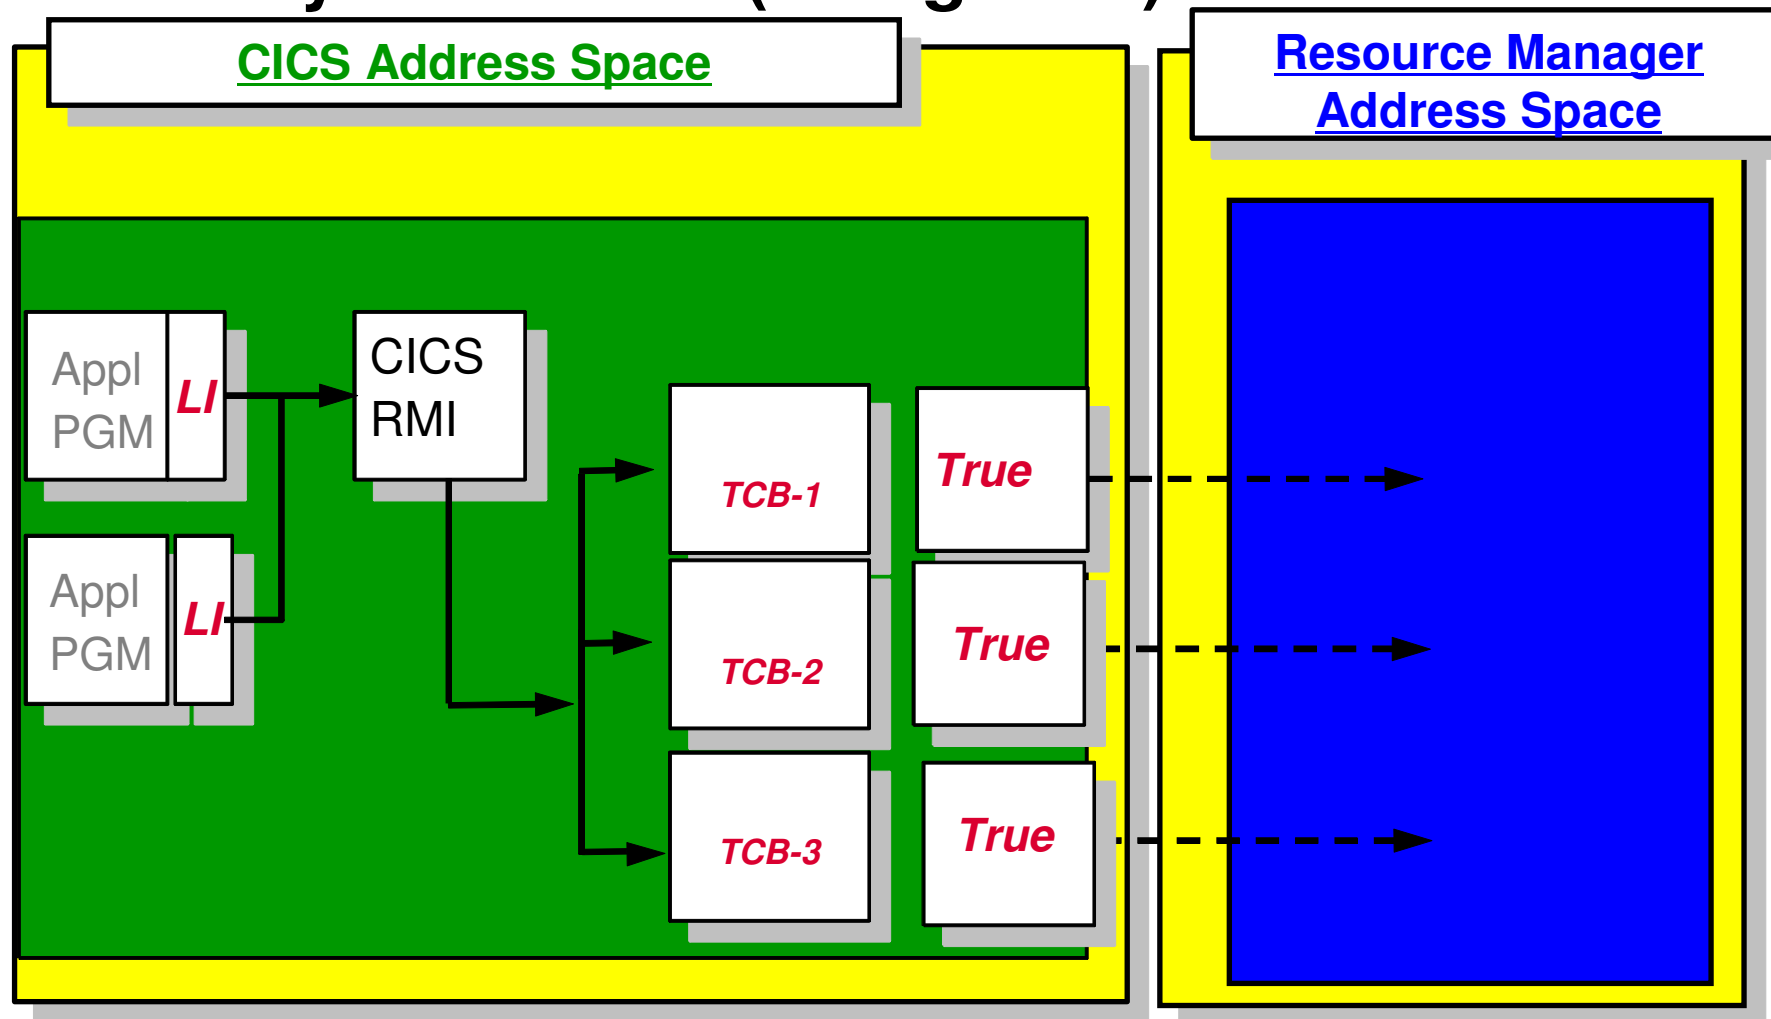 CICS Address Space
Resource Manager
Address Space
Appl
PGM
LI
CICS
RMI
TCB-1
True
Appl
PGM
LI
TCB-2
True
TCB-3
True